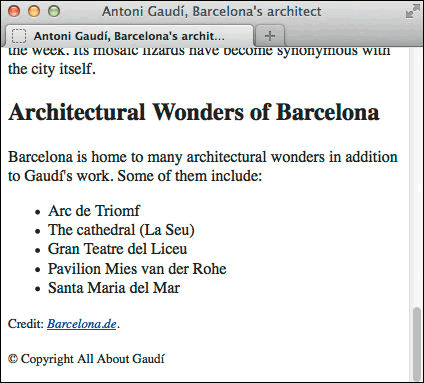 Antoni Gaudí, Barcelona's architect
Antoni Gaudí, Barcelona's archit...
the week. Its mosaic lizards have become synonymous with
the city itself.
Architectural Wonders of Barcelona
Barcelona is home to many architectural wonders in addition
to Gaudí's work. Some of them include:
• Arc de Triomf
• The cathedral (La Seu)
• Gran Teatre del Liceu
• Pavilion Mies van der Rohe
• Santa Maria del Mar
Credit: Barcelona.de.
© Copyright All About Gaudí